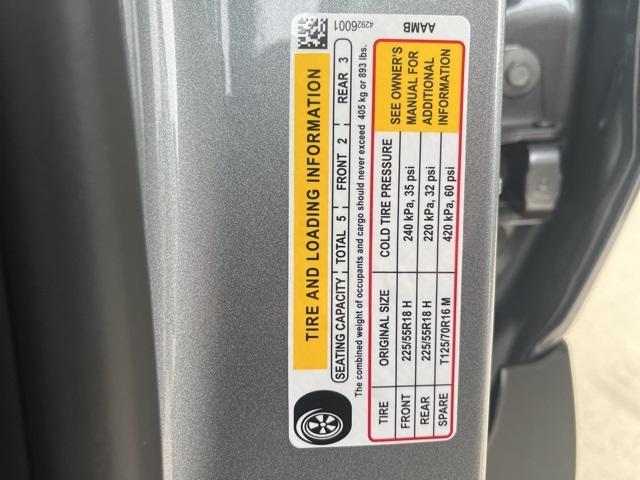 TIRE AND LOADING INFORMATION
SEATING CAPACITY TOTAL 5 FRONT 2 REAR 3
The combined weight of occupants and cargo should never exceed 405 kg or 893 lbs.
TIRE ORIGINAL SIZE COLD TIRE PRESSURE
FRONT 225/55R18 H 240 kPa, 35 psi
REAR 225/55R18 H 220 kPa, 32 psi
SPARE T125/70R16 M 420 kPa, 60 psi
SEE OWNER'S
MANUAL FOR
ADDITIONAL
INFORMATION
42926001
AAMB